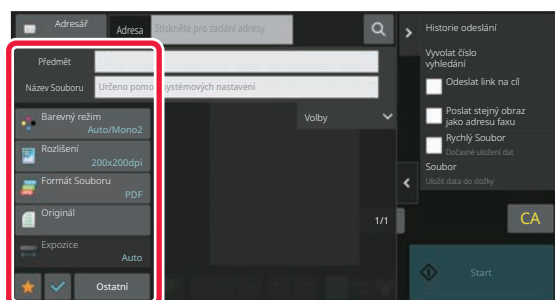 Adresář
Adresa
Stiskněte pro zadání adresy
Předmět
Název Souboru
Určeno pomo systémových nastavení
Barevný režim
Auto/Mono2
Rozlišení
200x200dpi
Formát Souboru
PDF
Originál
Expozice
Auto
Ostatní
Volby
1/1
Historie odeslání
Vyvolat číslo
vyhledání
Odeslat link na cíl
Poslat stejný obraz
jako adresu faxu
Rychlý Soubor
Dočasné uložení dat
Soubor
Uložit data do složky
CA
Start